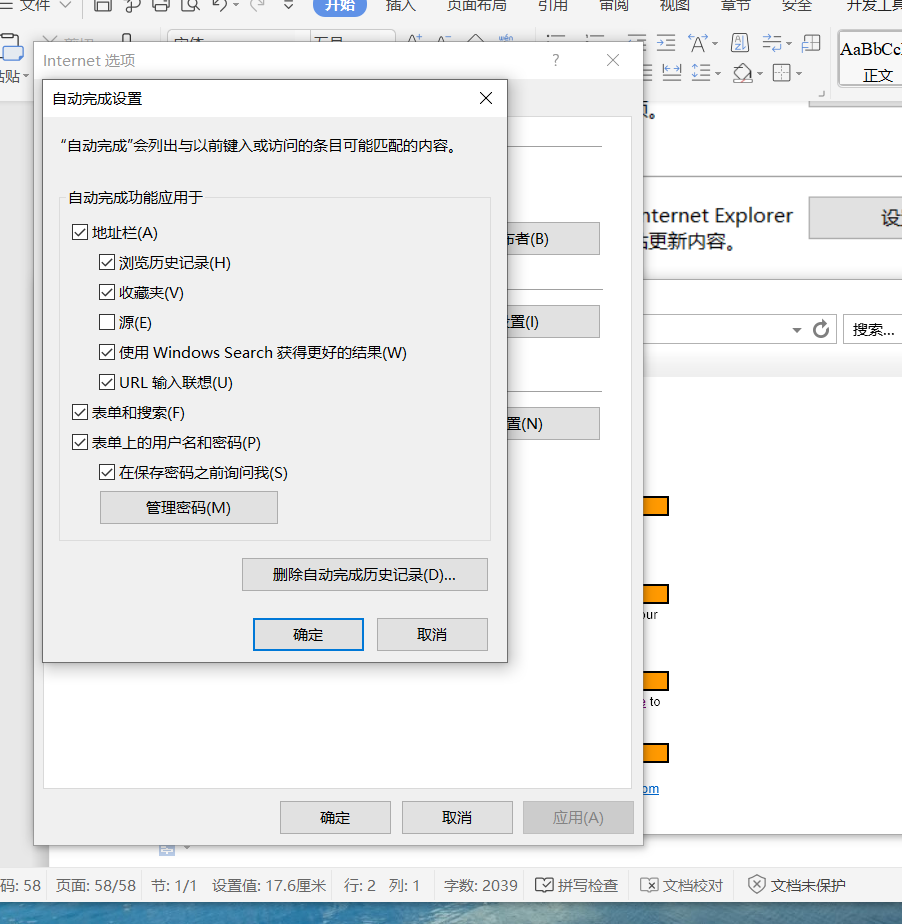 文件 开始 插入 页面布局 引用 审阅 视图 章节 安全 开发工具
粘贴 宋体 五号
AaBbCc
正文
Internet 选项 ?
自动完成设置
“自动完成”会列出与以前键入或访问的条目可能匹配的内容。
自动完成功能应用于
地址栏(A)
浏览历史记录(H)
收藏夹(V)
源(E)
使用 Windows Search 获得更好的结果(W)
URL 输入联想(U)
表单和搜索(F)
表单上的用户名和密码(P)
在保存密码之前询问我(S)
管理密码(M)
删除自动完成历史记录(D)...
确定 取消
布者(B)
设置(I)
置(N)
确定 取消 应用(A)
项。
Internet Explorer
站更新内容。
设
搜索...
our
to
om
码: 58 页面: 58/58 节: 1/1 设置值: 17.6厘米 行: 2 列: 1 字数: 2039 拼写检查 文档校对 文档未保护